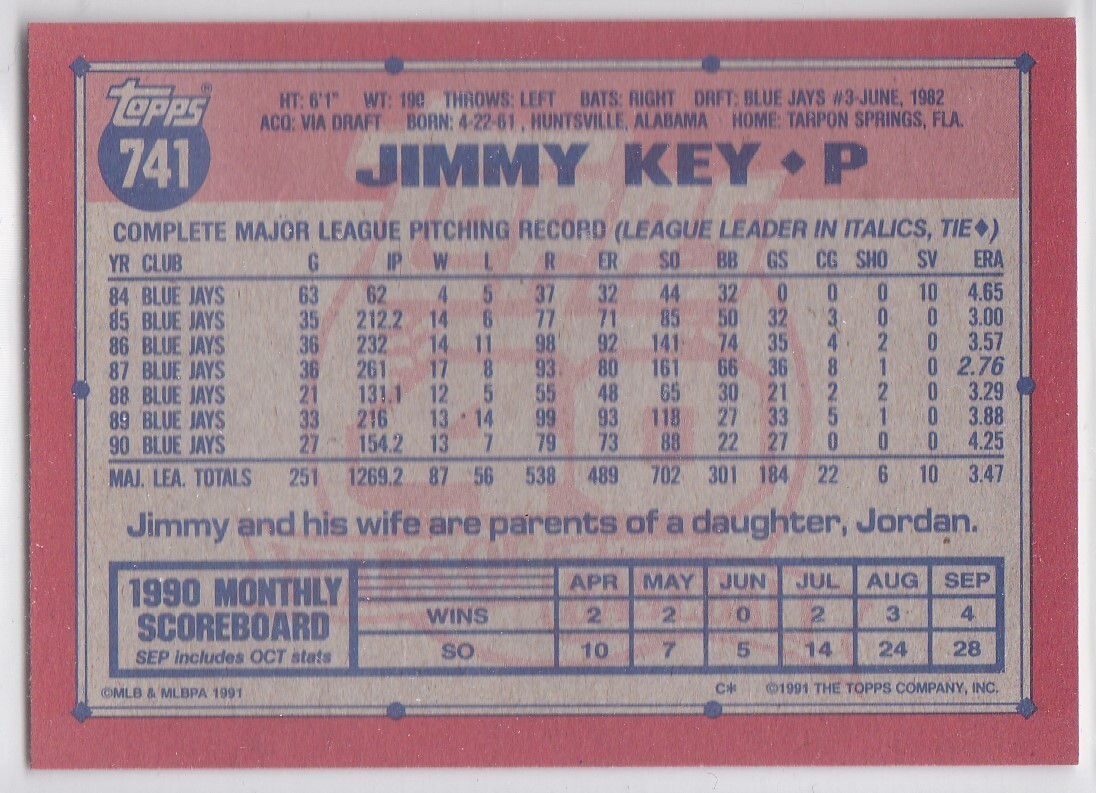 topps®
741
HT: 6'1" WT: 190 THROWS: LEFT BATS: RIGHT DRFT: BLUE JAYS #3-JUNE, 1982
ACQ: VIA DRAFT BORN: 4-22-61, HUNTSVILLE, ALABAMA HOME: TARPON SPRINGS, FLA.
JIMMY KEY ◆ P
COMPLETE MAJOR LEAGUE PITCHING RECORD (LEAGUE LEADER IN ITALICS, TIE◆)
YR CLUB G IP W L R ER SO BB GS CG SHO SV ERA
84 BLUE JAYS 63 62 4 5 37 32 44 32 0 0 0 10 4.65
85 BLUE JAYS 35 212.2 14 6 77 71 85 50 32 3 0 0 3.00
86 BLUE JAYS 36 232 14 11 98 92 141 74 35 4 2 0 3.57
87 BLUE JAYS 36 261 17 8 93 80 161 66 36 8 1 0 2.76
88 BLUE JAYS 21 131.1 12 5 55 48 65 30 21 2 2 0 3.29
89 BLUE JAYS 33 216 13 14 99 93 118 27 33 5 1 0 3.88
90 BLUE JAYS 27 154.2 13 7 79 73 88 22 27 0 0 0 4.25
MAJ. LEA. TOTALS 251 1269.2 87 56 538 489 702 301 184 22 6 10 3.47
Jimmy and his wife are parents of a daughter, Jordan.
1990 MONTHLY
SCOREBOARD
SEP includes OCT stats
APR MAY JUN JUL AUG SEP
WINS 2 2 0 2 3 4
SO 10 7 5 14 24 28
©MLB & MLBPA 1991 C* ©1991 THE TOPPS COMPANY, INC.